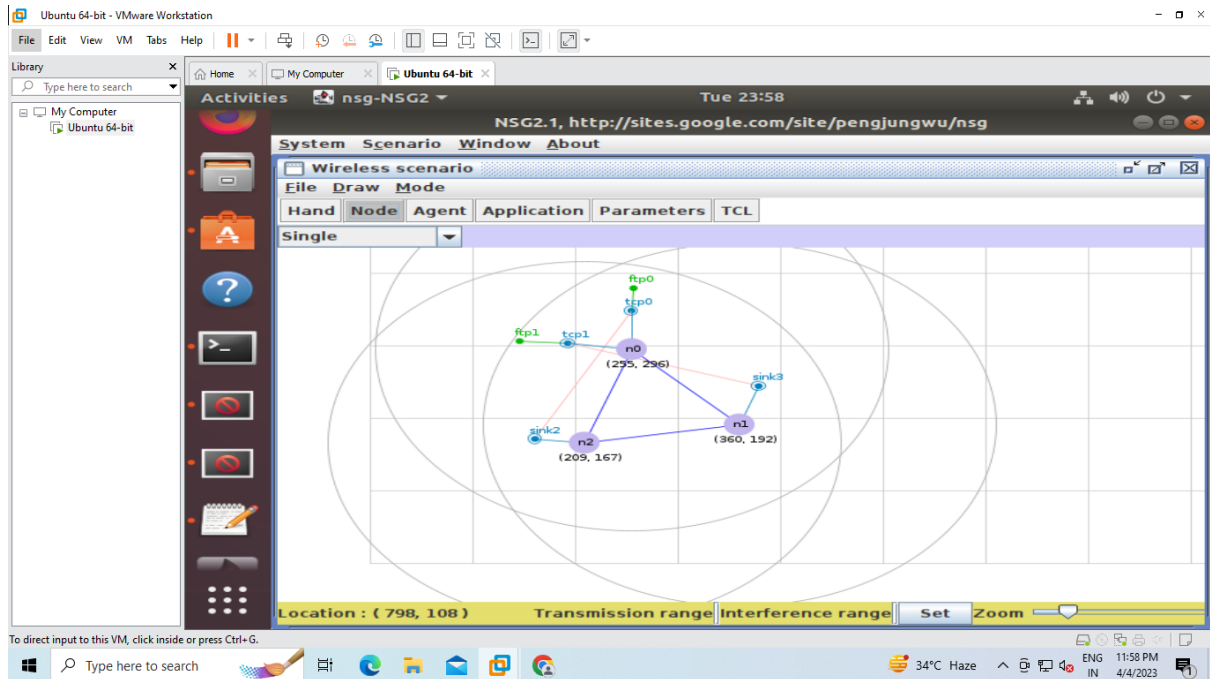 Ubuntu 64-bit - VMware Workstation
File Edit View VM Tabs Help
Library
Type here to search
My Computer
Ubuntu 64-bit
Home My Computer Ubuntu 64-bit
Activities nsg-NSG2 Tue 23:58
NSG2.1, http://sites.google.com/site/pengjungwu/nsg
System Scenario Window About
Wireless scenario
File Draw Mode
Hand Node Agent Application Parameters TCL
Single
ftp0
tcp0
ftp1 tcp1
n0
(255, 296)
sink3
n1
(360, 192)
sink2
n2
(209, 167)
Location : ( 798, 108 ) Transmission range Interference range Set Zoom
To direct input to this VM, click inside or press Ctrl+G.
Type here to search
34°C Haze
ENG
IN
11:58 PM
4/4/2023
1